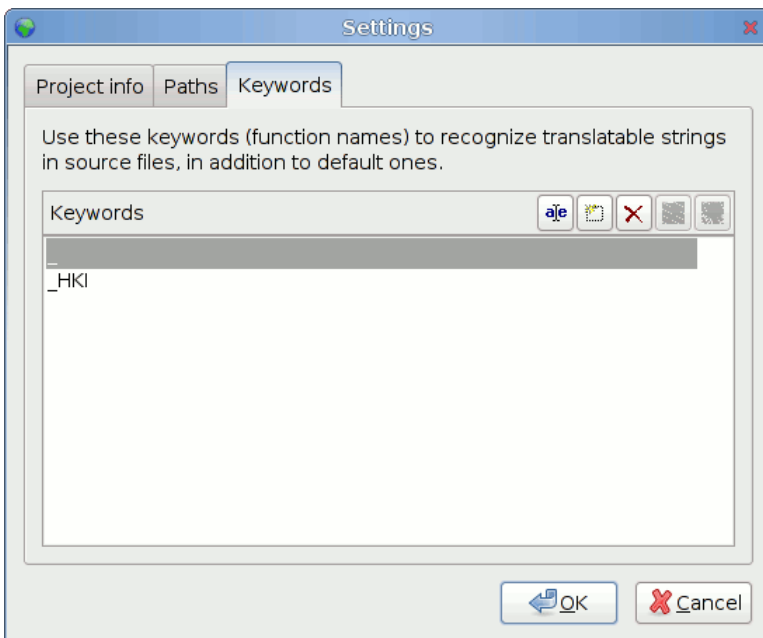 Settings
Project info Paths Keywords
Use these keywords (function names) to recognize translatable strings
in source files, in addition to default ones.
Keywords
_
_HKI
OK Cancel